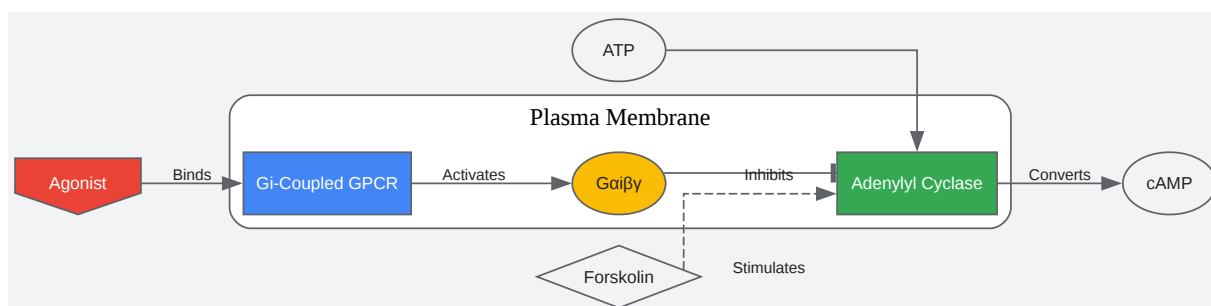 ATP
Plasma Membrane
Agonist
Binds
Gi-Coupled GPCR
Activates
Gαiβγ
Inhibits
Adenylyl Cyclase
Converts
cAMP
Forskolin
Stimulates